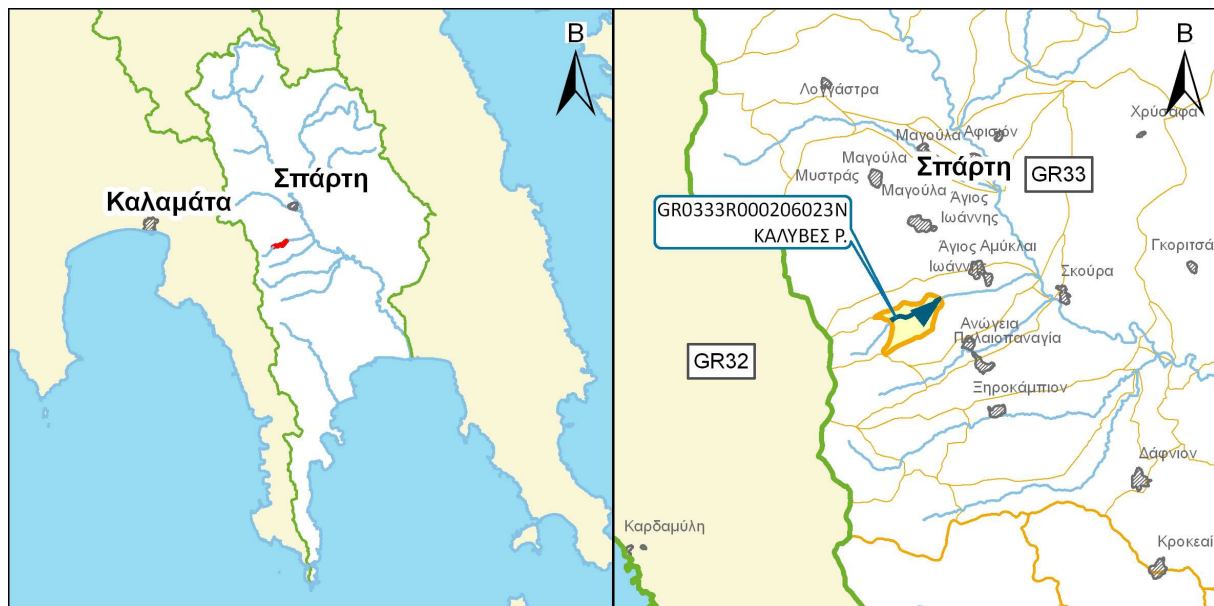 Β
Σπάρτη
Καλαμάτα
Β
Λογγάστρα
Χρύσαφα
Μαγούλα
Αφισιόν
Μαγούλα
Σπάρτη
GR33
Μυστράς
Μαγούλα
Άγιος
Ιωάννης
GR0333R000206023N
ΚΑΛΥΒΕΣ Ρ.
Άγιος
Αμύκλαι
Ιωάννης
Γκοριτσά
Σκούρα
Ανώγεια
Παλαιοπαναγία
GR32
Ξηροκάμπιον
Δάφνιον
Καρδαμύλη
Κροκεαί